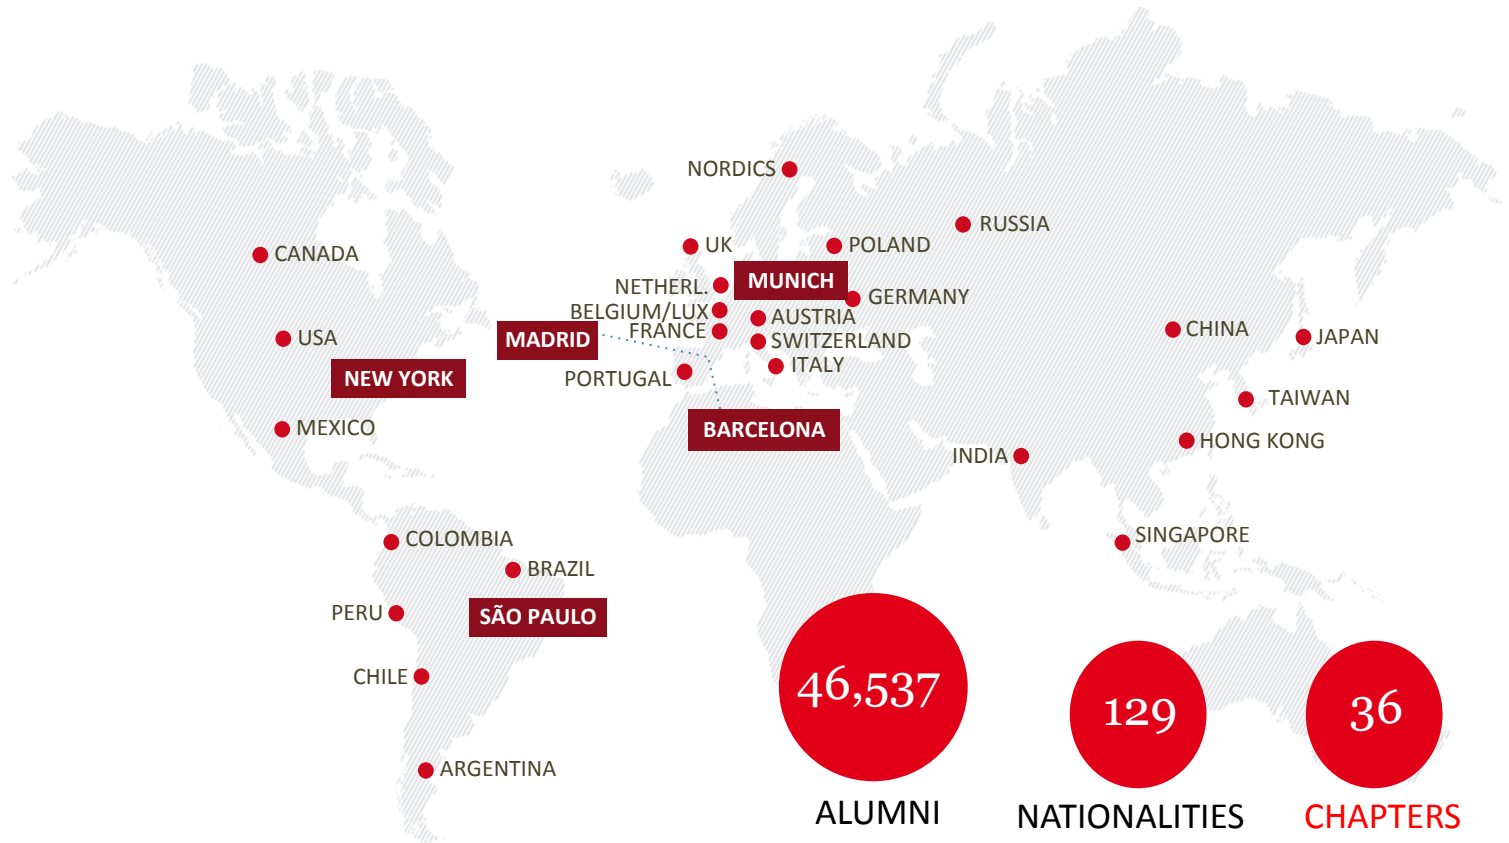 NORDICS
RUSSIA
UK
POLAND
CANADA
MUNICH
NETHERL.
GERMANY
BELGIUM/LUX
AUSTRIA
FRANCE
CHINA
USA
MADRID
SWITZERLAND
JAPAN
ITALY
NEW YORK
PORTUGAL
TAIWAN
MEXICO
BARCELONA
HONG KONG
INDIA
COLOMBIA
SINGAPORE
BRAZIL
PERU
SÃO PAULO
CHILE
ARGENTINA
46,537
129
36
ALUMNI
NATIONALITIES
CHAPTERS